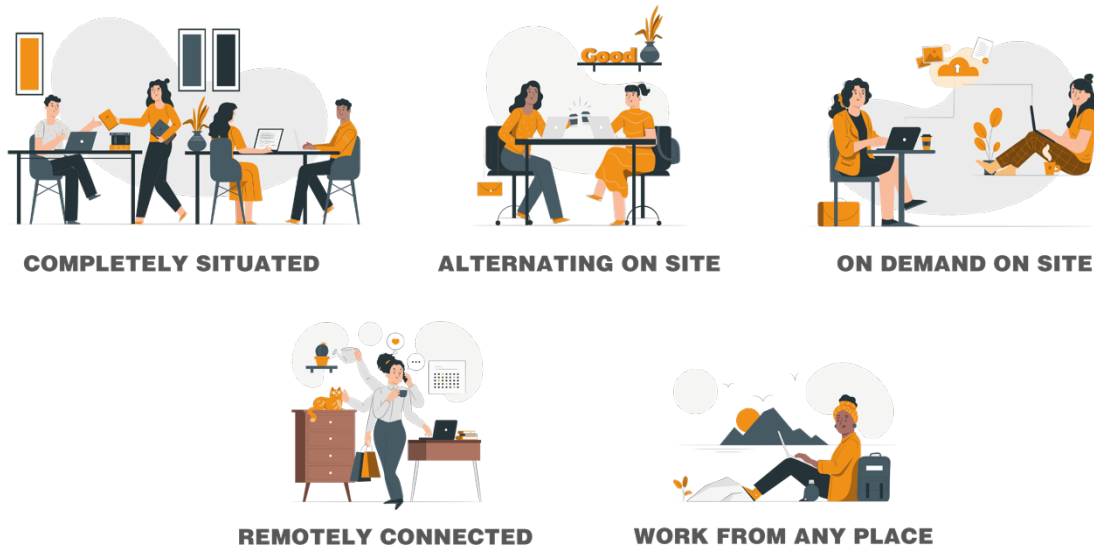 Good
COMPLETELY SITUATED
ALTERNATING ON SITE
ON DEMAND ON SITE
REMOTELY CONNECTED
WORK FROM ANY PLACE